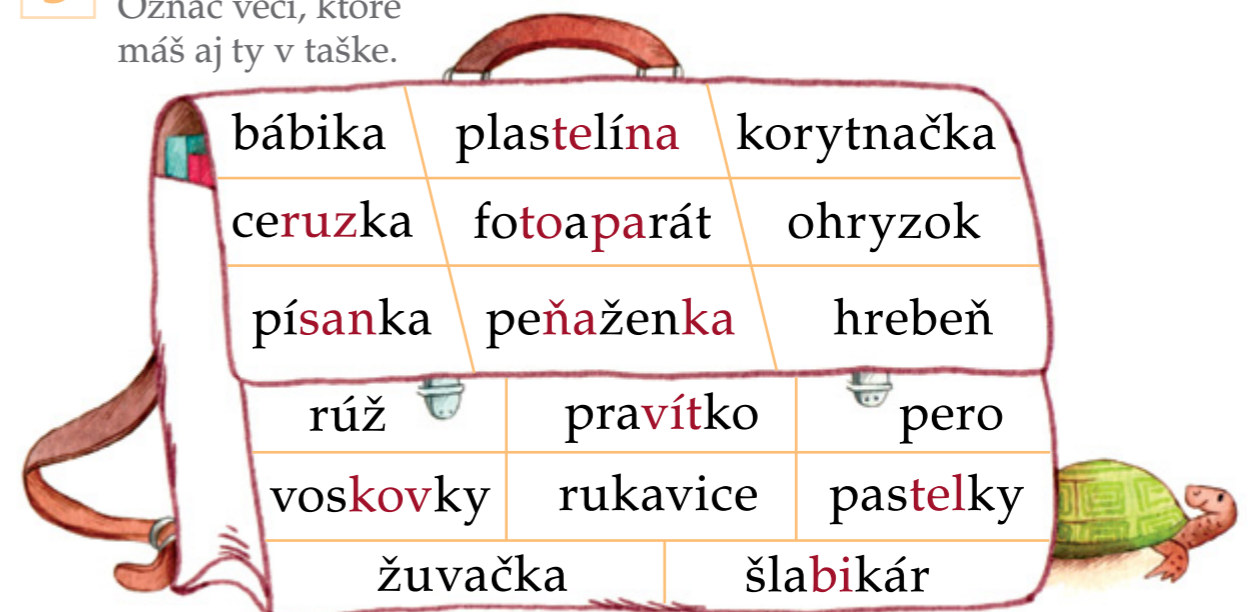 Označ veci, ktoré
máš aj ty v taške.
bábika plastelína korytnačka
ceruzka fotoaparát ohryzok
písanka peňaženka hrebeň
rúž pravítko pero
voskovky rukavice pastelky
žuvačka šlabikár